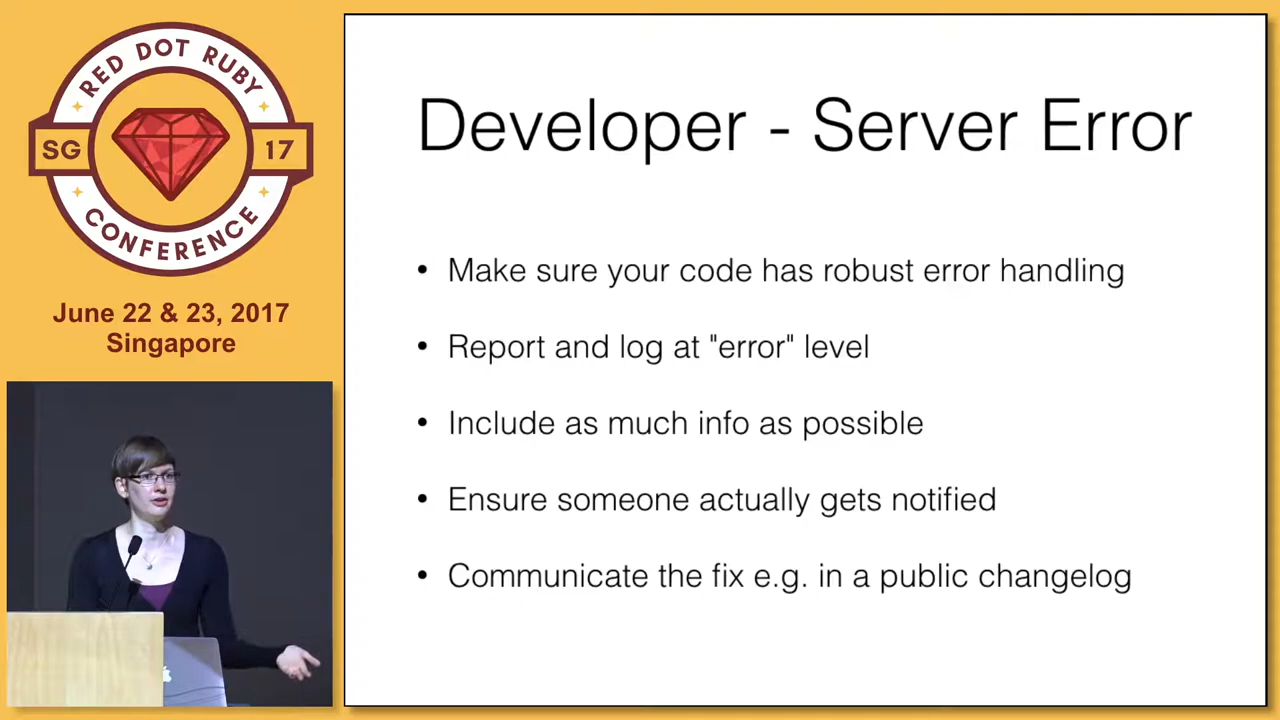 RED DOT RUBY
SG 17
CONFERENCE
June 22 & 23, 2017
Singapore
Developer - Server Error
• Make sure your code has robust error handling
• Report and log at "error" level
• Include as much info as possible
• Ensure someone actually gets notified
• Communicate the fix e.g. in a public changelog